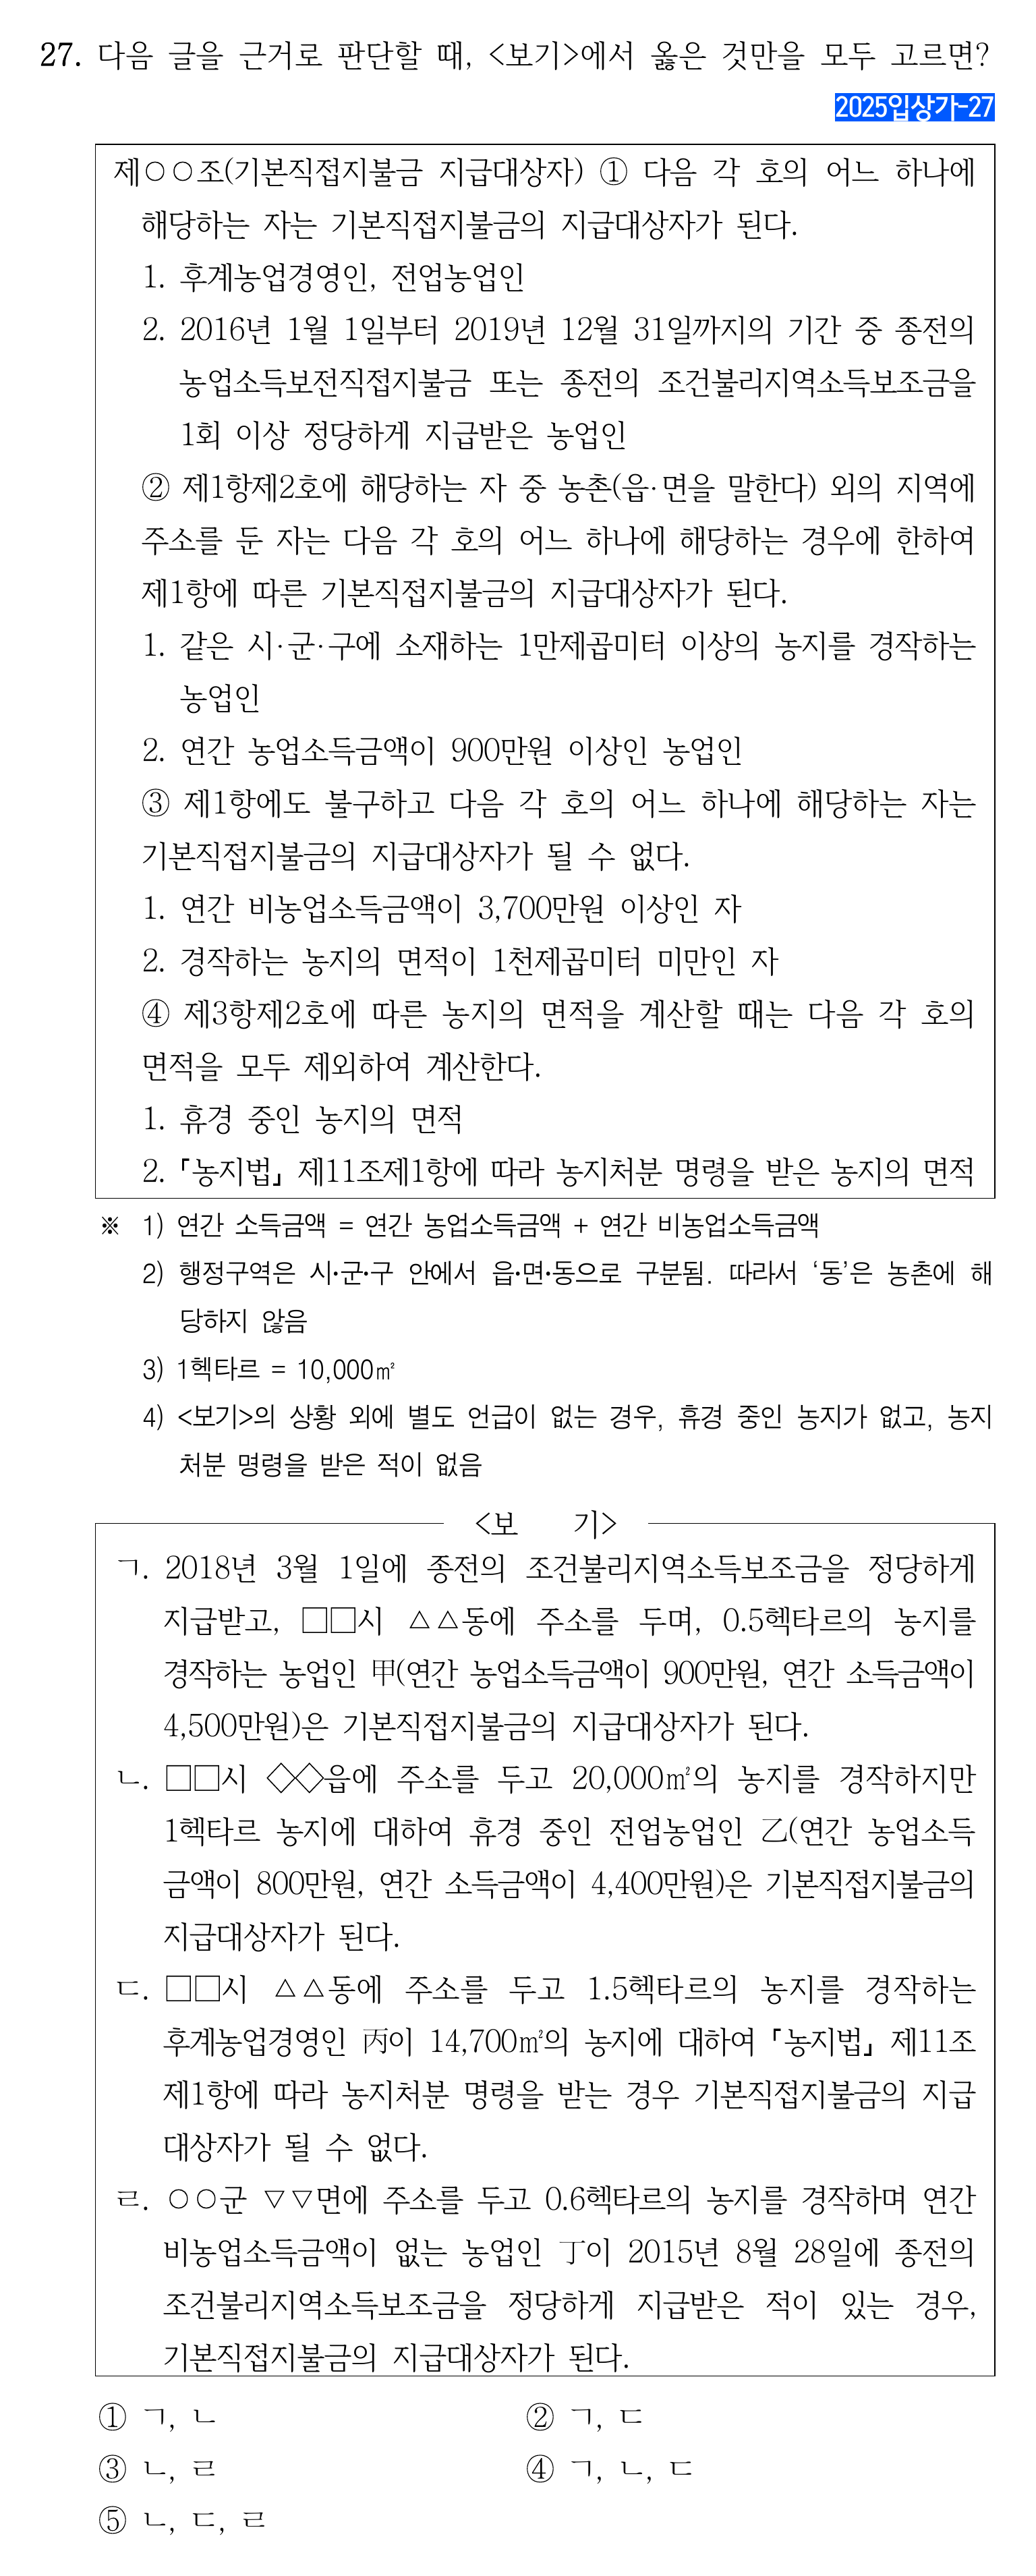 27. 다음 글을 근거로 판단할 때, <보기>에서 옳은 것만을 모두 고르면?
2025입상가-27
제○○조(기본직접지불금 지급대상자) ① 다음 각 호의 어느 하나에
해당하는 자는 기본직접지불금의 지급대상자가 된다.
1. 후계농업경영인, 전업농업인
2. 2016년 1월 1일부터 2019년 12월 31일까지의 기간 중 종전의
농업소득보전직접지불금 또는 종전의 조건불리지역소득보조금을
1회 이상 정당하게 지급받은 농업인
② 제1항제2호에 해당하는 자 중 농촌(읍·면을 말한다) 외의 지역에
주소를 둔 자는 다음 각 호의 어느 하나에 해당하는 경우에 한하여
제1항에 따른 기본직접지불금의 지급대상자가 된다.
1. 같은 시·군·구에 소재하는 1만제곱미터 이상의 농지를 경작하는
농업인
2. 연간 농업소득금액이 900만원 이상인 농업인
③ 제1항에도 불구하고 다음 각 호의 어느 하나에 해당하는 자는
기본직접지불금의 지급대상자가 될 수 없다.
1. 연간 비농업소득금액이 3,700만원 이상인 자
2. 경작하는 농지의 면적이 1천제곱미터 미만인 자
④ 제3항제2호에 따른 농지의 면적을 계산할 때는 다음 각 호의
면적을 모두 제외하여 계산한다.
1. 휴경 중인 농지의 면적
2. 「농지법」 제11조제1항에 따라 농지처분 명령을 받은 농지의 면적
※ 1) 연간 소득금액 = 연간 농업소득금액 + 연간 비농업소득금액
2) 행정구역은 시·군·구 안에서 읍·면·동으로 구분됨. 따라서 ‘동’은 농촌에 해
당하지 않음
3) 1헥타르 = 10,000㎡
4) <보기>의 상황 외에 별도 언급이 없는 경우, 휴경 중인 농지가 없고, 농지
처분 명령을 받은 적이 없음
<보 기>
ㄱ. 2018년 3월 1일에 종전의 조건불리지역소득보조금을 정당하게
지급받고, □□시 △△동에 주소를 두며, 0.5헥타르의 농지를
경작하는 농업인 甲(연간 농업소득금액이 900만원, 연간 소득금액이
4,500만원)은 기본직접지불금의 지급대상자가 된다.
ㄴ. □□시 ◇◇읍에 주소를 두고 20,000㎡의 농지를 경작하지만
1헥타르 농지에 대하여 휴경 중인 전업농업인 乙(연간 농업소득
금액이 800만원, 연간 소득금액이 4,400만원)은 기본직접지불금의
지급대상자가 된다.
ㄷ. □□시 △△동에 주소를 두고 1.5헥타르의 농지를 경작하는
후계농업경영인 丙이 14,700㎡의 농지에 대하여 「농지법」 제11조
제1항에 따라 농지처분 명령을 받는 경우 기본직접지불금의 지급
대상자가 될 수 없다.
ㄹ. ○○군 ▽▽면에 주소를 두고 0.6헥타르의 농지를 경작하며 연간
비농업소득금액이 없는 농업인 丁이 2015년 8월 28일에 종전의
조건불리지역소득보조금을 정당하게 지급받은 적이 있는 경우,
기본직접지불금의 지급대상자가 된다.
① ㄱ, ㄴ ② ㄱ, ㄷ
③ ㄴ, ㄹ ④ ㄱ, ㄴ, ㄷ
⑤ ㄴ, ㄷ, ㄹ